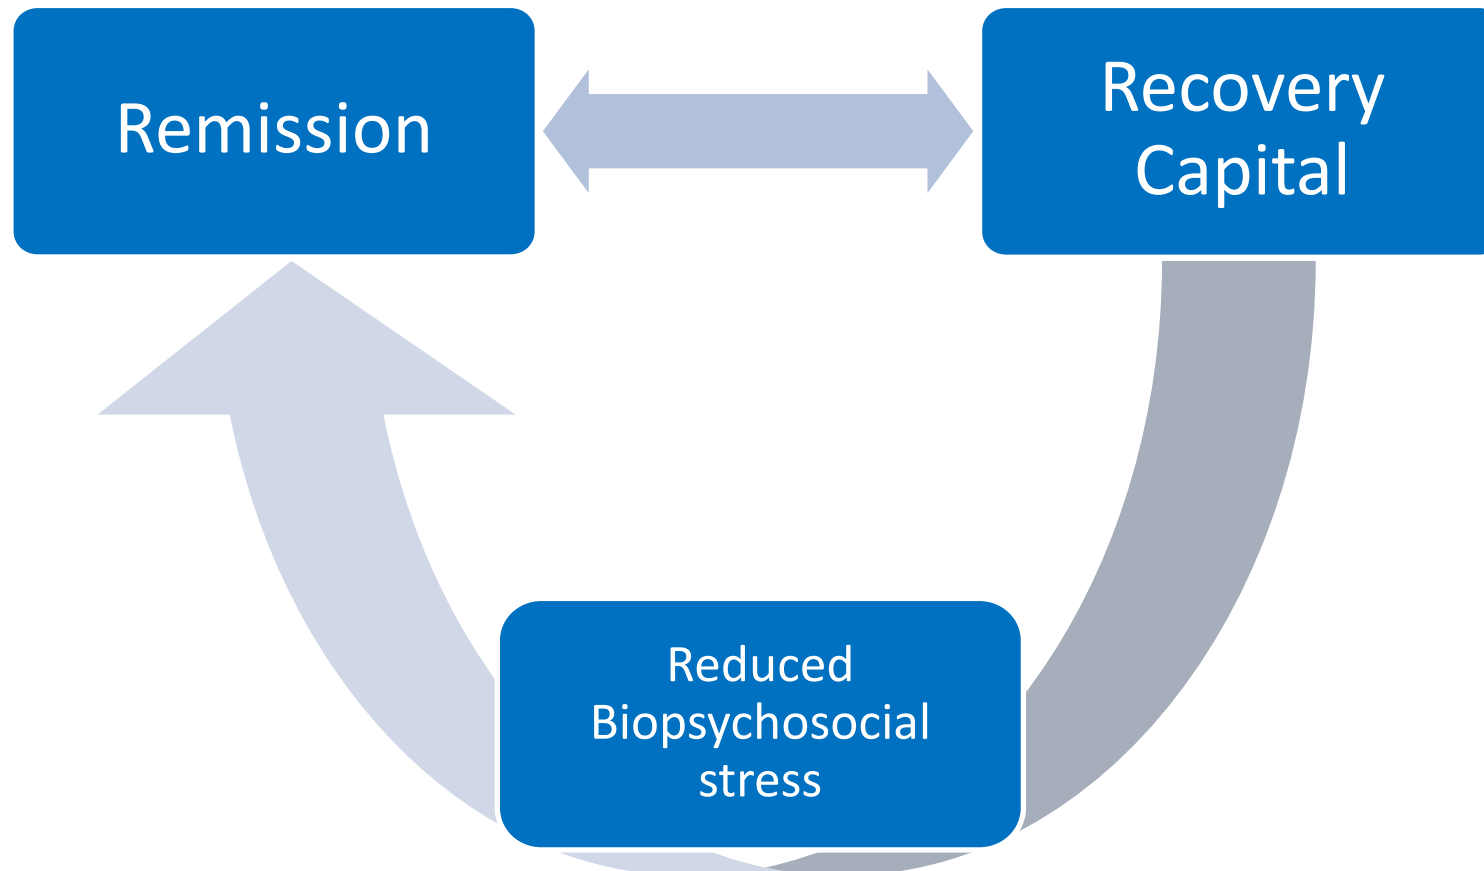 Remission
Recovery
Capital
Reduced
Biopsychosocial
stress